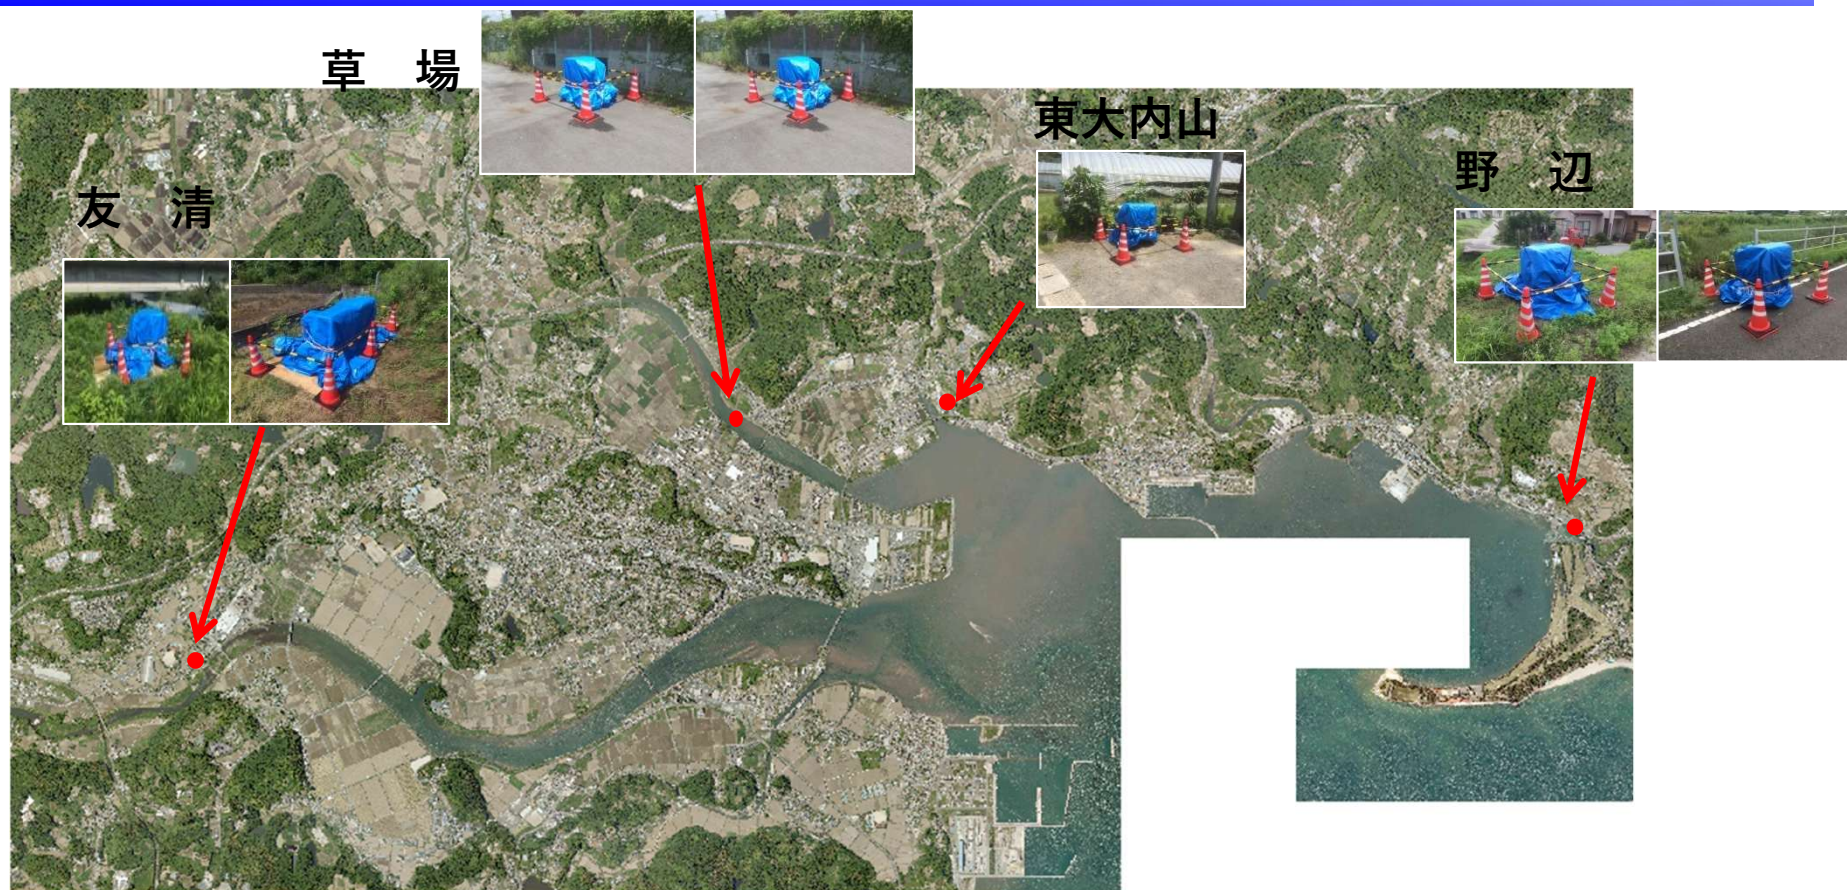 草　場
東大内山
野　辺
友　清